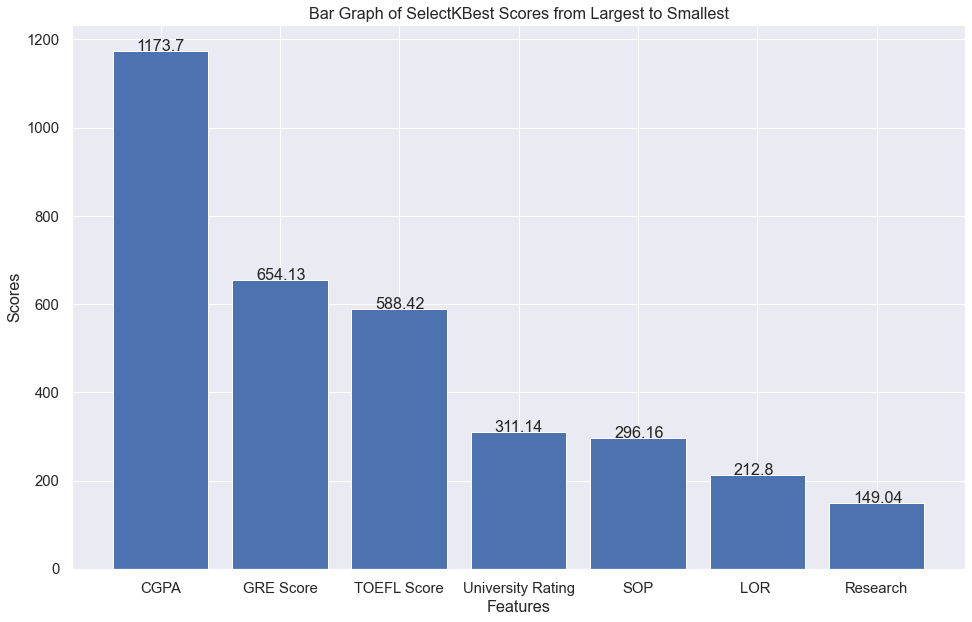 Bar Graph of SelectKBest Scores from Largest to Smallest
1200
1000
800
600
400
200
0
Scores
1173.7
654.13
588.42
311.14
296.16
212.8
149.04
CGPA
GRE Score
TOEFL Score
University Rating
SOP
LOR
Research
Features